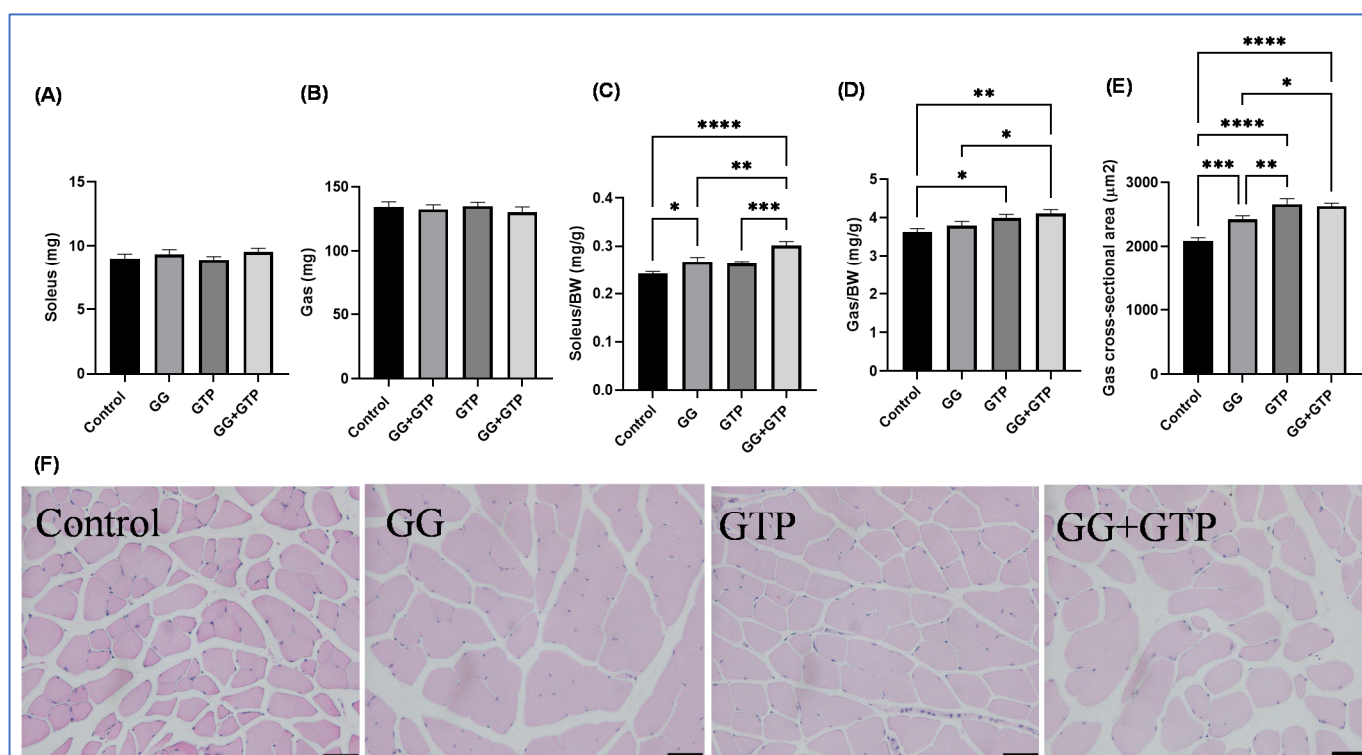 (A)
Soleus (mg)
15
10
5
0
Control
GG
GTP
GG+GTP
(B)
Gas (mg)
150
100
50
0
Control
GG+GTP
GTP
GG+GTP
(C)
****
**
*
***
Soleus/BW (mg/g)
0.4
0.3
0.2
0.1
0.0
Control
GG
GTP
GG+GTP
(D)
**
*
*
Gas/BW (mg/g)
5
4
3
2
1
0
Control
GG
GTP
GG+GTP
(E)
****
*
****
***
**
Gas cross-sectional area (μm2)
3000
2000
1000
0
Control
GG
GTP
GG+GTP
(F)
Control
GG
GTP
GG+GTP